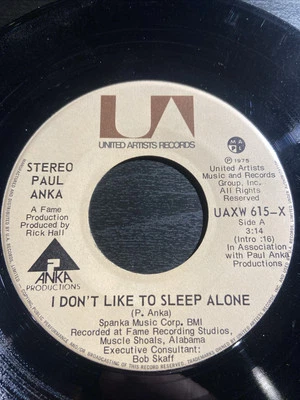 UA
UNITED ARTISTS RECORDS
STEREO
PAUL
ANKA
A Fame
Production
Produced by
Rick Hall
ANKA
PRODUCTIONS
℗ 1975
United Artists
Music and Records
Group, Inc.
All Rights
Reserved
UAXW 615-X
Side A
3:14
(Intro :16)
In Association
with Paul Anka
Productions
I DON'T LIKE TO SLEEP ALONE
(P. Anka)
Spanka Music Corp. BMI
Recorded at Fame Recording Studios,
Muscle Shoals, Alabama
Executive Consultant:
Bob Skaff